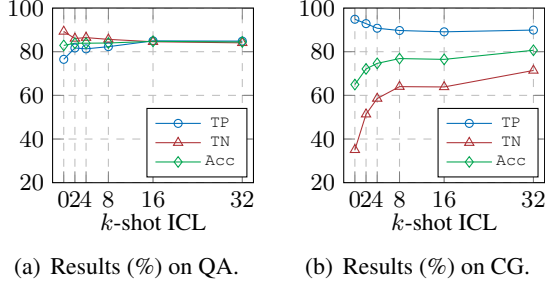 100
80
60
40
20
0 2 4 8 16 32
k-shot ICL
TP
TN
Acc
(a) Results (%) on QA.
100
80
60
40
20
0 2 4 8 16 32
k-shot ICL
TP
TN
Acc
(b) Results (%) on CG.